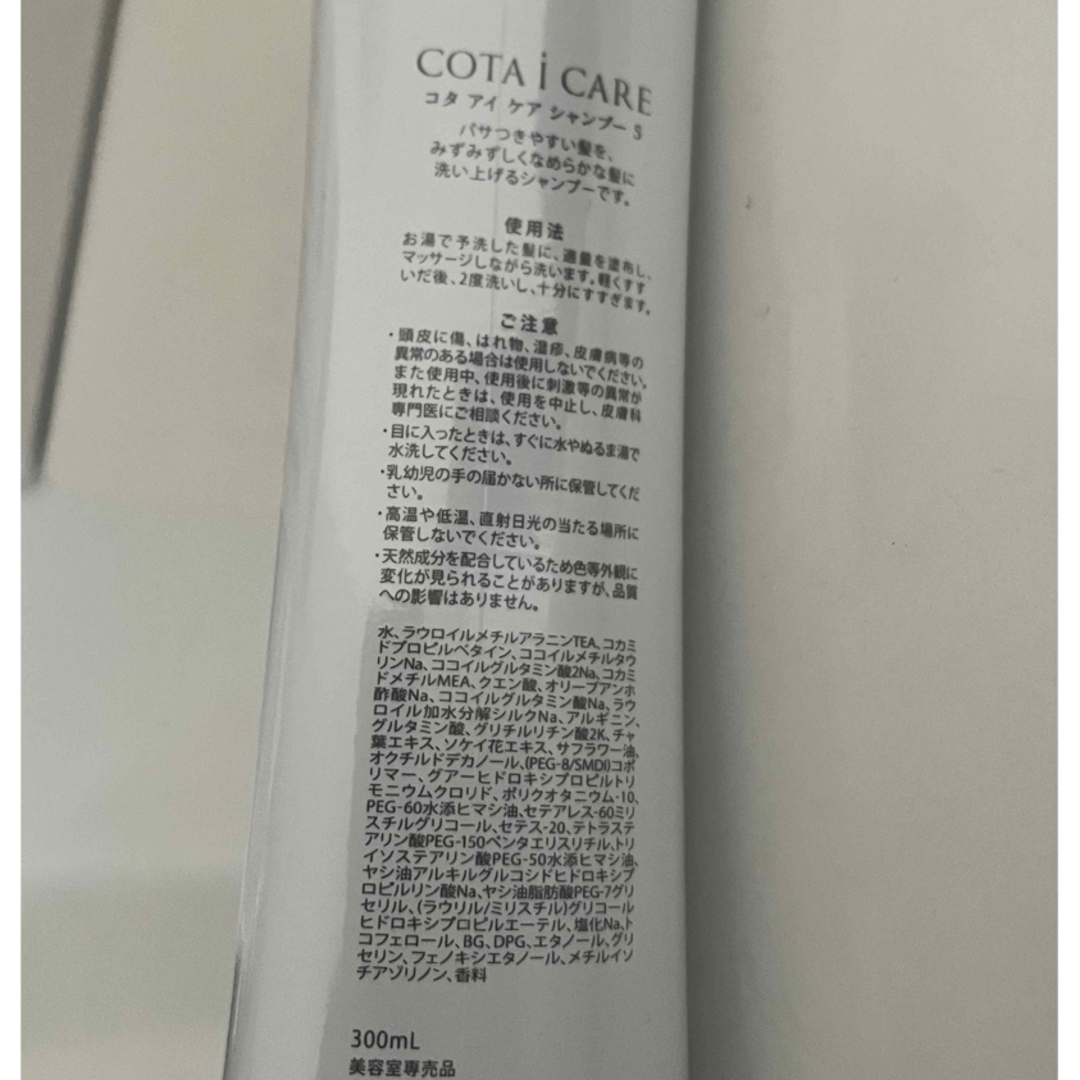 COTA i CARE
コタ アイ ケア シャンプー 5
パサつきやすい髪を、
みずみずしくなめらかな髪に
洗い上げるシャンプーです。
使用法
お湯で予洗した髪に、適量を塗布し、
マッサージしながら洗います。軽くすす
いだ後、2度洗いし、十分にすすぎます。
ご注意
・頭皮に傷、はれ物、湿疹、皮膚病等の
異常のある場合は使用しないでください。
また使用中、使用後に刺激等の異常が
現れたときは、使用を中止し、皮膚科
専門医にご相談ください。
・目に入ったときは、すぐに水やぬるま湯で
水洗してください。
・乳幼児の手の届かない所に保管してくだ
さい。
・高温や低温、直射日光の当たる場所に
保管しないでください。
・天然成分を配合しているため色等外観に
変化が見られることがありますが、品質
への影響はありません。
水、ラウロイルメチルアラニンTEA、コカミ
ドプロピルベタイン、ココイルメチルタウ
リンNa、ココイルグルタミン酸2Na、コカミ
ドメチルMEA、クエン酸、オリーブアンホ
酢酸Na、ココイルグルタミン酸Na、ラウ
ロイル加水分解シルクNa、アルギニン、
グルタミン酸、グリチルリチン酸2K、チャ
葉エキス、ソケイ花エキス、サフラワー油、
オクチルドデカノール、(PEG-8/SMDI)コポ
リマー、グアーヒドロキシプロピルトリ
モニウムクロリド、ポリクオタニウム-10、
PEG-60水添ヒマシ油、セテアレス-60ミリ
スチルグリコール、セテス-20、テトラステ
アリン酸PEG-150ペンタエリスリチル、トリ
イソステアリン酸PEG-50水添ヒマシ油、
ヤシ油アルキルグルコシドヒドロキシプ
ロピルリン酸Na、ヤシ油脂肪酸PEG-7グリ
セリル、(ラウリル/ミリスチル)グリコール
ヒドロキシプロピルエーテル、塩化Na、ト
コフェロール、BG、DPG、エタノール、グリ
セリン、フェノキシエタノール、メチルイソ
チアゾリノン、香料
300mL
美容室専売品